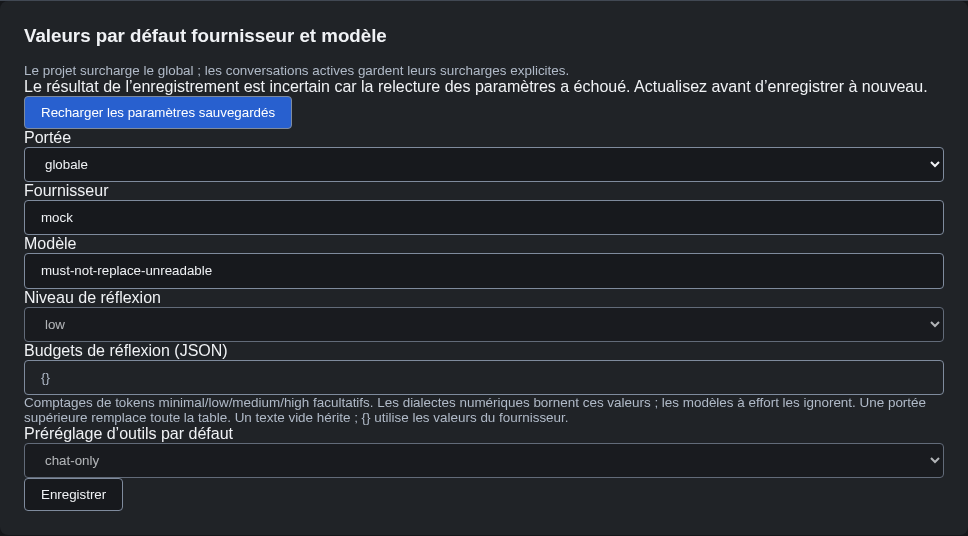 Valeurs par défaut fournisseur et modèle
Le projet surcharge le global ; les conversations actives gardent leurs surcharges explicites.
Le résultat de l’enregistrement est incertain car la relecture des paramètres a échoué. Actualisez avant d’enregistrer à nouveau.
Recharger les paramètres sauvegardés
Portée
globale
Fournisseur
mock
Modèle
must-not-replace-unreadable
Niveau de réflexion
low
Budgets de réflexion (JSON)
{}
Comptages de tokens minimal/low/medium/high facultatifs. Les dialectes numériques bornent ces valeurs ; les modèles à effort les ignorent. Une portée
supérieure remplace toute la table. Un texte vide hérite ; {} utilise les valeurs du fournisseur.
Préréglage d’outils par défaut
chat-only
Enregistrer